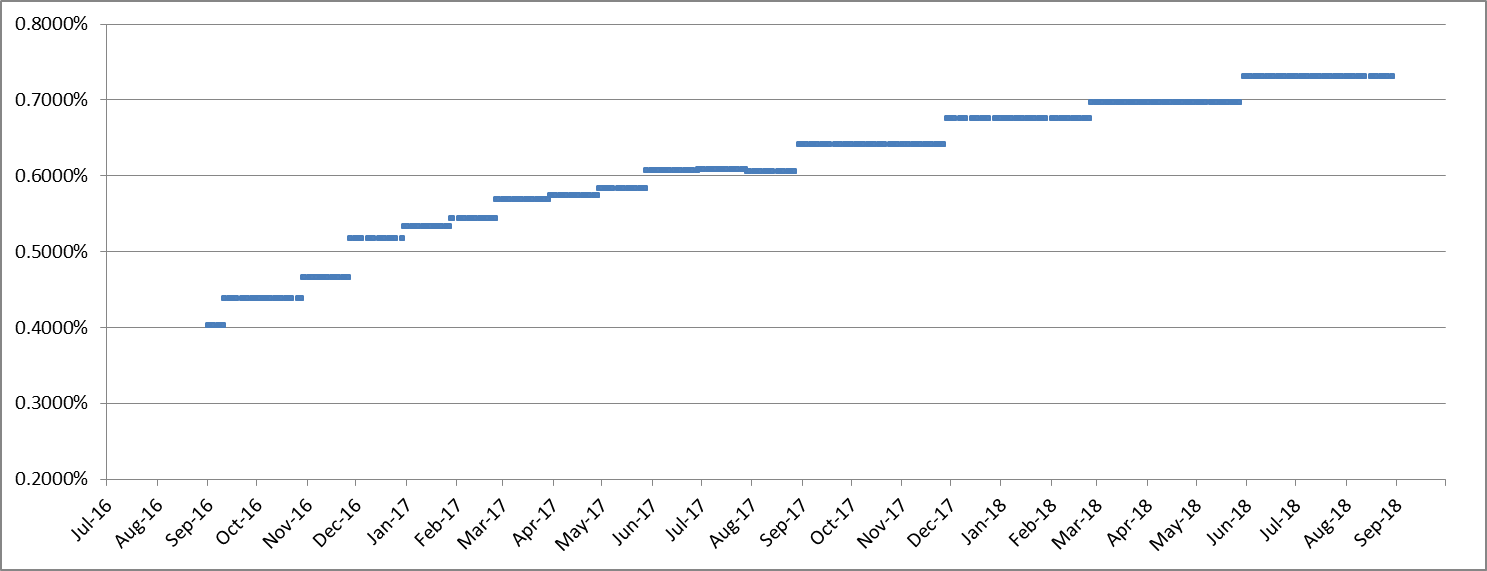 0.8000%
0.7000%
0.6000%
0.5000%
0.4000%
0.3000%
0.2000%
Jul-16
Aug-16
Sep-16
Oct-16
Nov-16
Dec-16
Jan-17
Feb-17
Mar-17
Apr-17
May-17
Jun-17
Jul-17
Aug-17
Sep-17
Oct-17
Nov-17
Dec-17
Jan-18
Feb-18
Mar-18
Apr-18
May-18
Jun-18
Jul-18
Aug-18
Sep-18